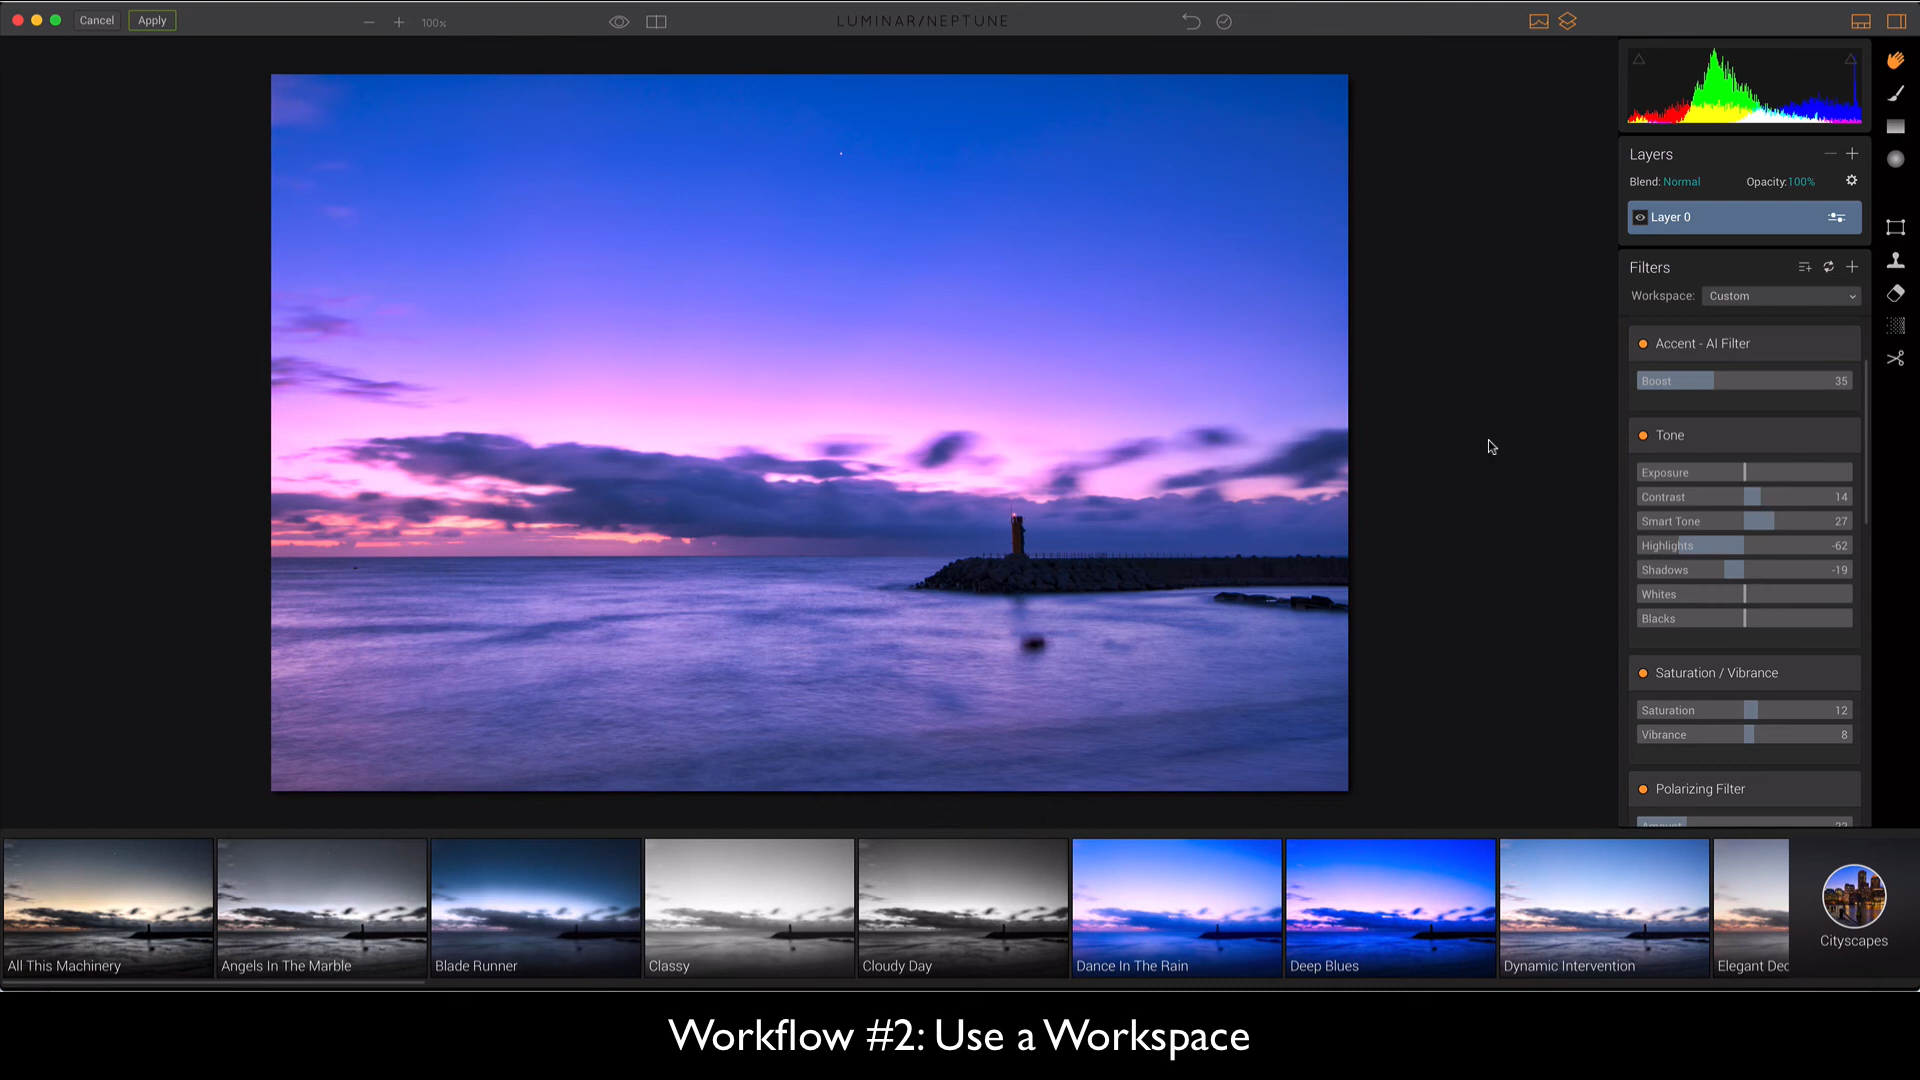 Cancel Apply 100% LUMINAR/NEPTUNE
Layers
Blend: Normal Opacity:100%
Layer 0
Filters
Workspace: Custom
Accent - AI Filter
Boost 35
Tone
Exposure
Contrast 14
Smart Tone 27
Highlights -62
Shadows -19
Whites
Blacks
Saturation / Vibrance
Saturation 12
Vibrance 8
Polarizing Filter
Amount 22
All This Machinery
Angels In The Marble
Blade Runner
Classy
Cloudy Day
Dance In The Rain
Deep Blues
Dynamic Intervention
Elegant Dec
Cityscapes
Workflow #2: Use a Workspace